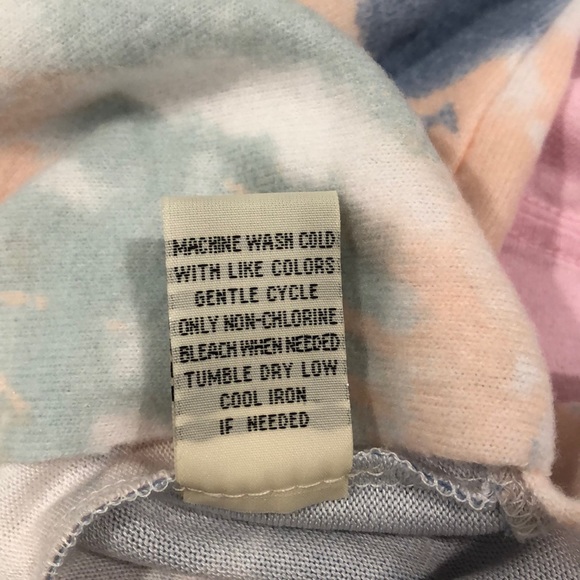 MACHINE WASH COLD
WITH LIKE COLORS
GENTLE CYCLE
ONLY NON-CHLORINE
BLEACH WHEN NEEDED
TUMBLE DRY LOW
COOL IRON
IF NEEDED